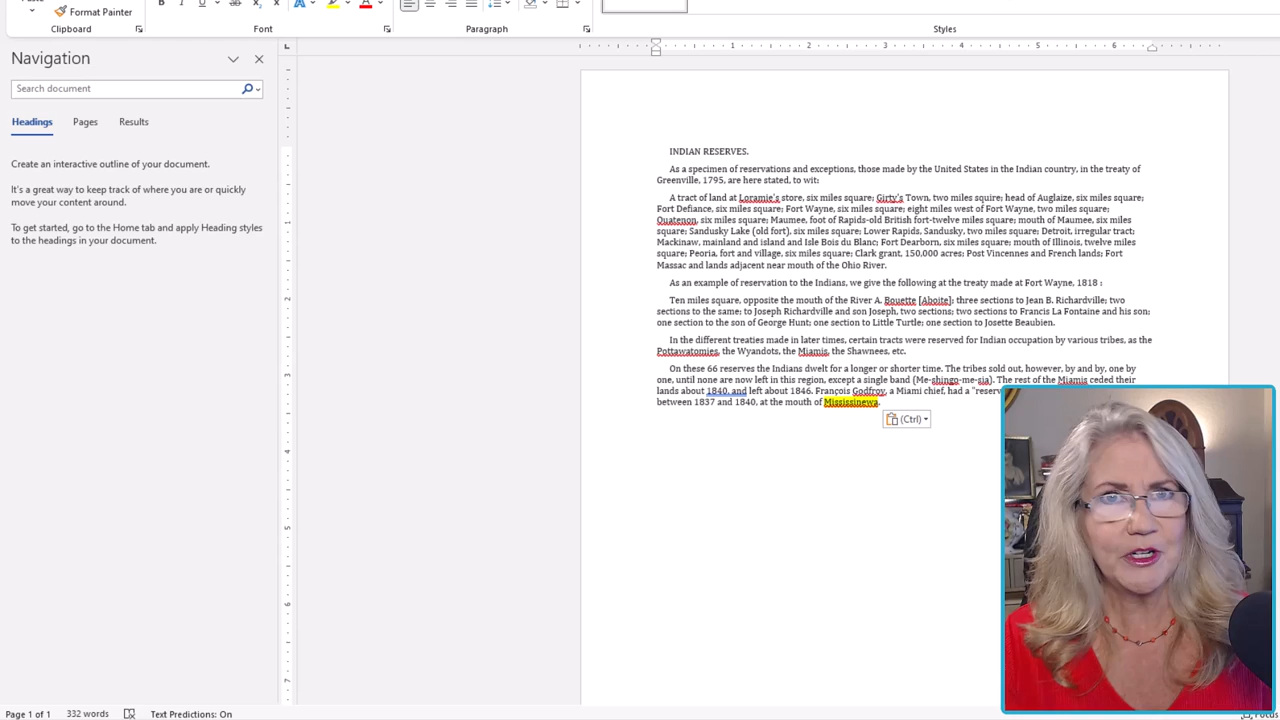 Format Painter
Clipboard
Font
Paragraph
Styles
Navigation
Search document
Headings
Pages
Results
Create an interactive outline of your document.
It's a great way to keep track of where you are or quickly
move your content around.
To get started, go to the Home tab and apply Heading styles
to the headings in your document.
1 2 3 4 5 6
1
2
3
4
5
6
7
INDIAN RESERVES.
As a specimen of reservations and exceptions, those made by the United States in the Indian country, in the treaty of
Greenville, 1795, are here stated, to wit:
A tract of land at Loramie's store, six miles square; Girty's Town, two miles squire; head of Auglaize, six miles square;
Fort Defiance, six miles square; Fort Wayne, six miles square; eight miles west of Fort Wayne, two miles square;
Ouatenon, six miles square; Maumee, foot of Rapids-old British fort-twelve miles square; mouth of Maumee, six miles
square; Sandusky Lake (old fort), six miles square; Lower Rapids, Sandusky, two miles square; Detroit, irregular tract;
Mackinaw, mainland and island and Isle Bois du Blanc; Fort Dearborn, six miles square; mouth of Illinois, twelve miles
square; Peoria, fort and village, six miles square; Clark grant, 150,000 acres; Post Vincennes and French lands; Fort
Massac and lands adjacent near mouth of the Ohio River.
As an example of reservation to the Indians, we give the following at the treaty made at Fort Wayne, 1818 :
Ten miles square, opposite the mouth of the River A. Bouette [Aboite]; three sections to Jean B. Richardville; two
sections to the same; to Joseph Richardville and son Joseph, two sections; two sections to Francis La Fontaine and his son;
one section to the son of George Hunt; one section to Little Turtle; one section to Josette Beaubien.
In the different treaties made in later times, certain tracts were reserved for Indian occupation by various tribes, as the
Pottawatomies, the Wyandots, the Miamis, the Shawnees, etc.
On these 66 reserves the Indians dwelt for a longer or shorter time. The tribes sold out, however, by and by, one by
one, until none are now left in this region, except a single band (Me-shingo-me-sia). The rest of the Miamis ceded their
lands about 1840, and left about 1846. François Godfroy, a Miami chief, had a "reser
between 1837 and 1840, at the mouth of Mississinewa.
(Ctrl)
Page 1 of 1 332 words Text Predictions: On